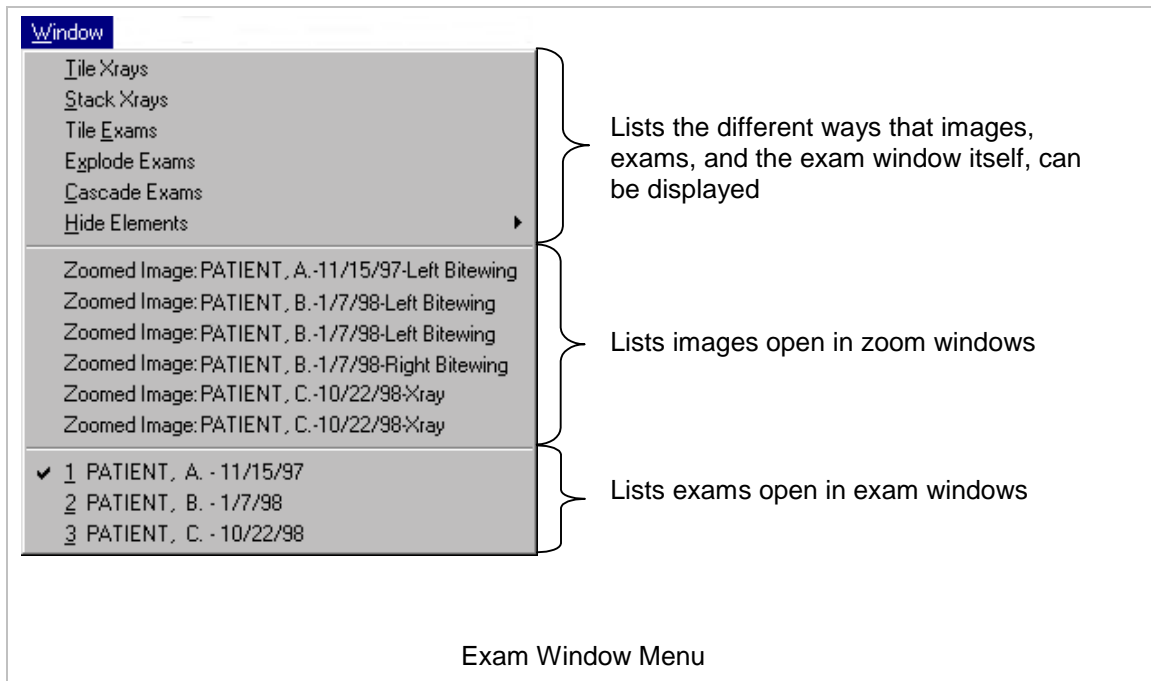 Window
Tile Xrays
Stack Xrays
Tile Exams
Explode Exams
Cascade Exams
Hide Elements
Lists the different ways that images,
exams, and the exam window itself, can
be displayed
Zoomed Image: PATIENT, A.-11/15/97-Left Bitewing
Zoomed Image: PATIENT, B.-1/7/98-Left Bitewing
Zoomed Image: PATIENT, B.-1/7/98-Left Bitewing
Zoomed Image: PATIENT, B.-1/7/98-Right Bitewing
Zoomed Image: PATIENT, C.-10/22/98-Xray
Zoomed Image: PATIENT, C.-10/22/98-Xray
Lists images open in zoom windows
✔ 1 PATIENT, A. - 11/15/97
2 PATIENT, B. - 1/7/98
3 PATIENT, C. - 10/22/98
Lists exams open in exam windows
Exam Window Menu